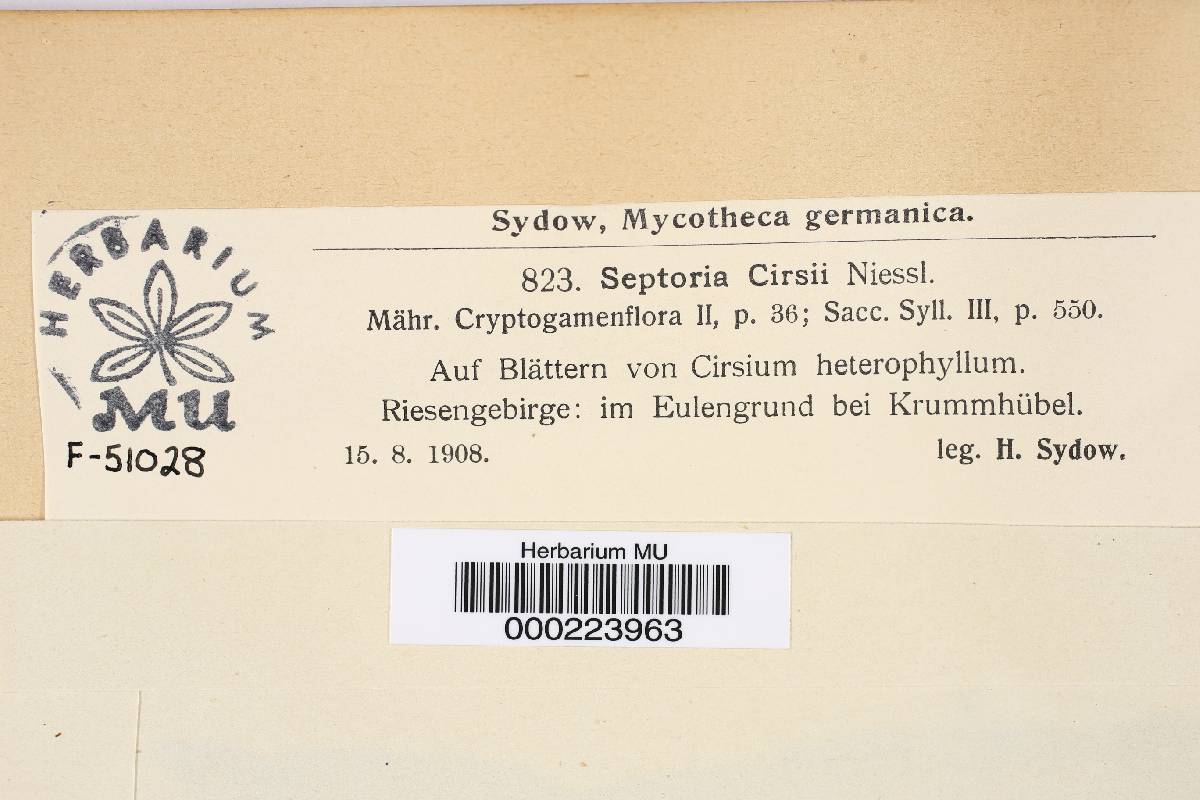 Sydow, Mycotheca germanica.
HERBARIUM
MU
F-51028
823. Septoria Cirsii Niessl.
Mähr. Cryptogamenflora II, p. 36; Sacc. Syll. III, p. 550.
Auf Blättern von Cirsium heterophyllum.
Riesengebirge: im Eulengrund bei Krummhübel.
15. 8. 1908. leg. H. Sydow.
Herbarium MU
000223963